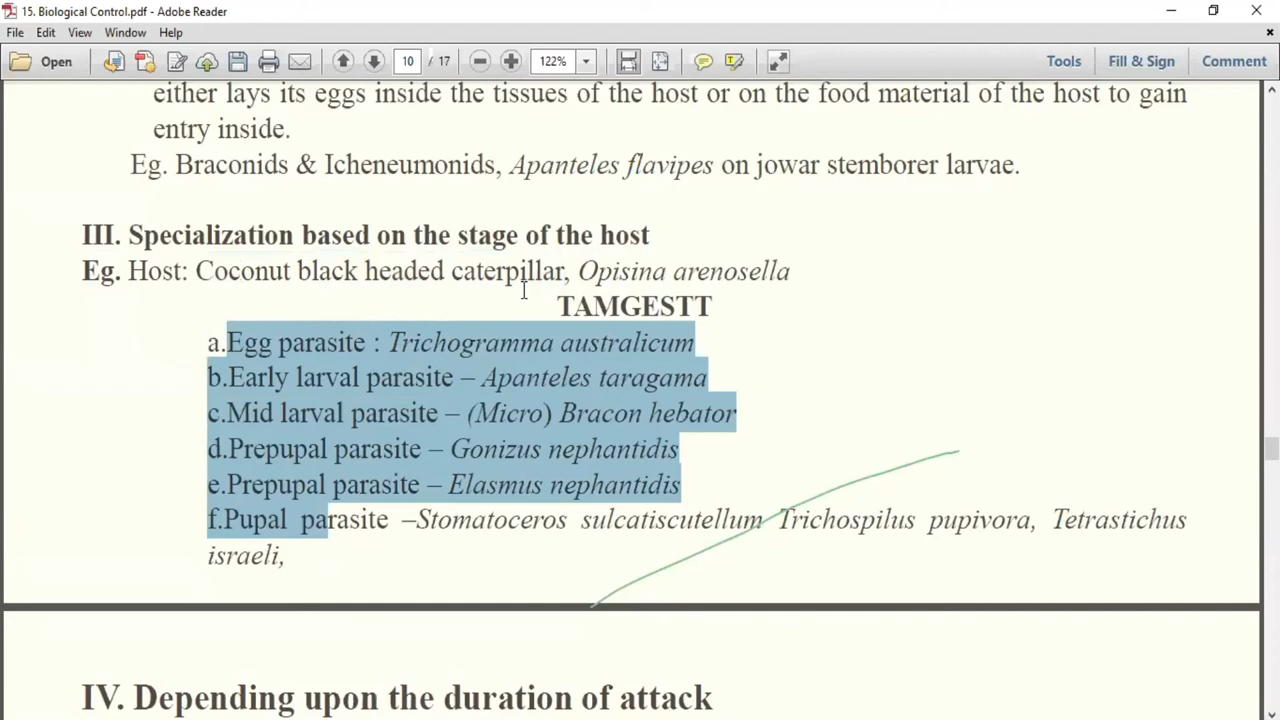 15. Biological Control.pdf - Adobe Reader
File Edit View Window Help
Open 10 / 17 122% Tools Fill & Sign Comment
either lays its eggs inside the tissues of the host or on the food material of the host to gain
entry inside.
Eg. Braconids & Icheneumonids, Apanteles flavipes on jowar stemborer larvae.
III. Specialization based on the stage of the host
Eg. Host: Coconut black headed caterpillar, Opisina arenosella
TAMGESTT
a.Egg parasite : Trichogramma australicum
b.Early larval parasite – Apanteles taragama
c.Mid larval parasite – (Micro) Bracon hebator
d.Prepupal parasite – Gonizus nephantidis
e.Prepupal parasite – Elasmus nephantidis
f.Pupal parasite –Stomatoceros sulcatiscutellum Trichospilus pupivora, Tetrastichus
israeli,
IV. Depending upon the duration of attack